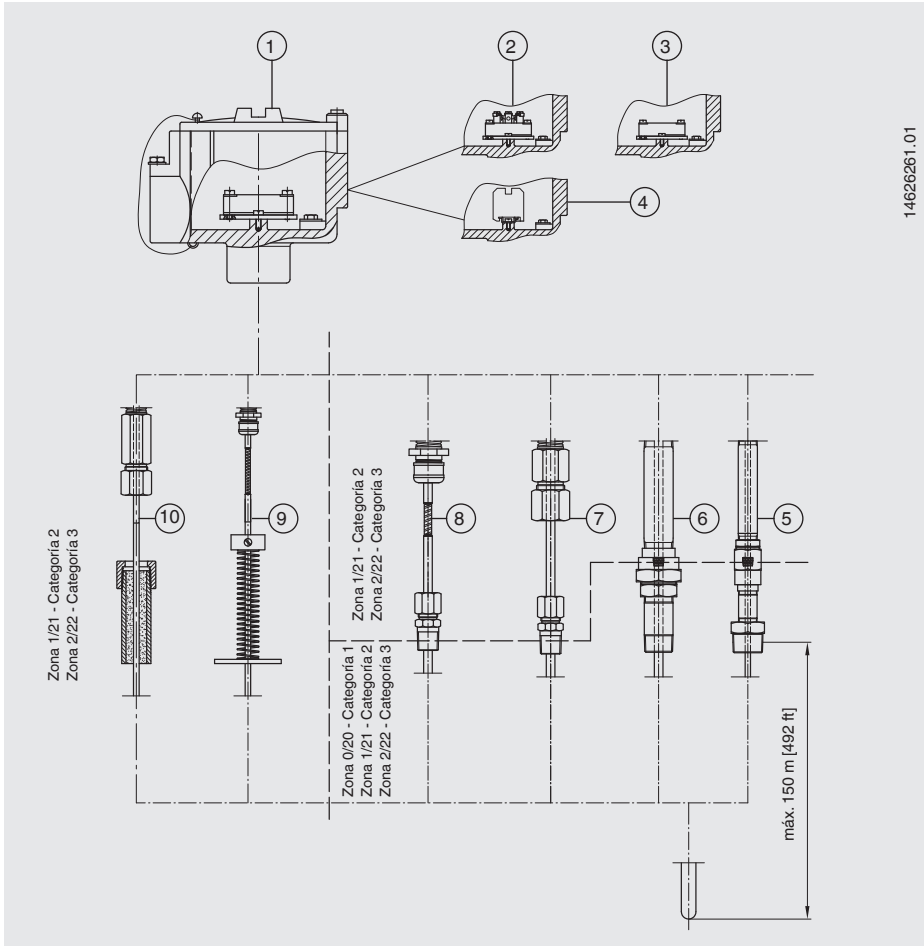 1
2
3
4
14626261.01
10
9
8
7
6
5
Zona 1/21 - Categoría 2
Zona 2/22 - Categoría 3
Zona 1/21 - Categoría 2
Zona 2/22 - Categoría 3
Zona 0/20 - Categoría 1
Zona 1/21 - Categoría 2
Zona 2/22 - Categoría 3
máx. 150 m [492 ft]